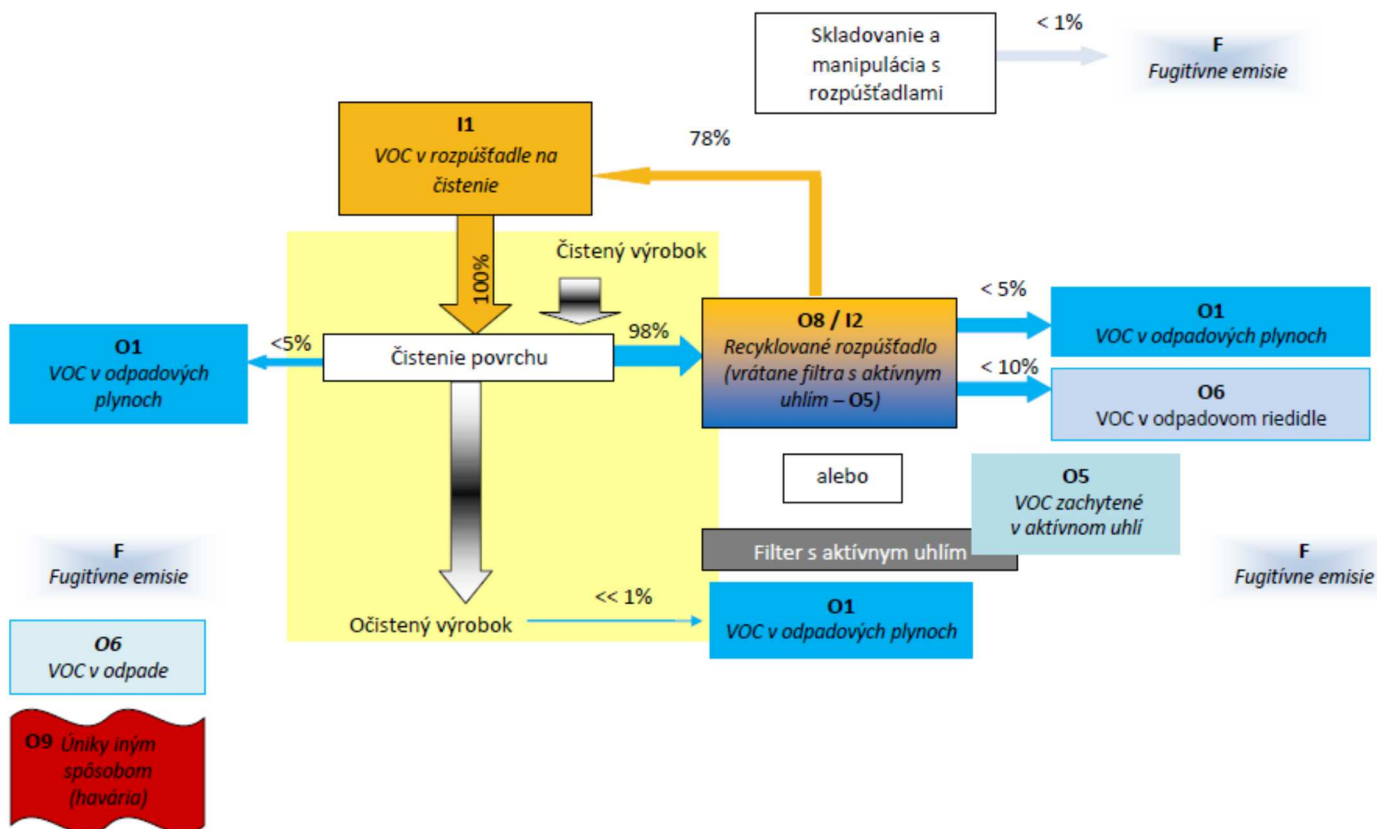 Skladovanie a
manipulácia s
rozpúšťadlami
< 1%
F
Fugitívne emisie
I1
VOC v rozpúšťadle na
čistenie
78%
100%
Čistený výrobok
O1
VOC v odpadových
plynoch
<5%
Čistenie povrchu
98%
O8 / I2
Recyklované rozpúšťadlo
(vrátane filtra s aktívnym
uhlím – O5)
< 5%
O1
VOC v odpadových plynoch
< 10%
O6
VOC v odpadovom riedidle
alebo
O5
VOC zachytené
v aktívnom uhlí
Filter s aktívnym uhlím
F
Fugitívne emisie
F
Fugitívne emisie
Očistený výrobok
<< 1%
O1
VOC v odpadových plynoch
O6
VOC v odpade
O9 Úniky iným
spôsobom
(havária)